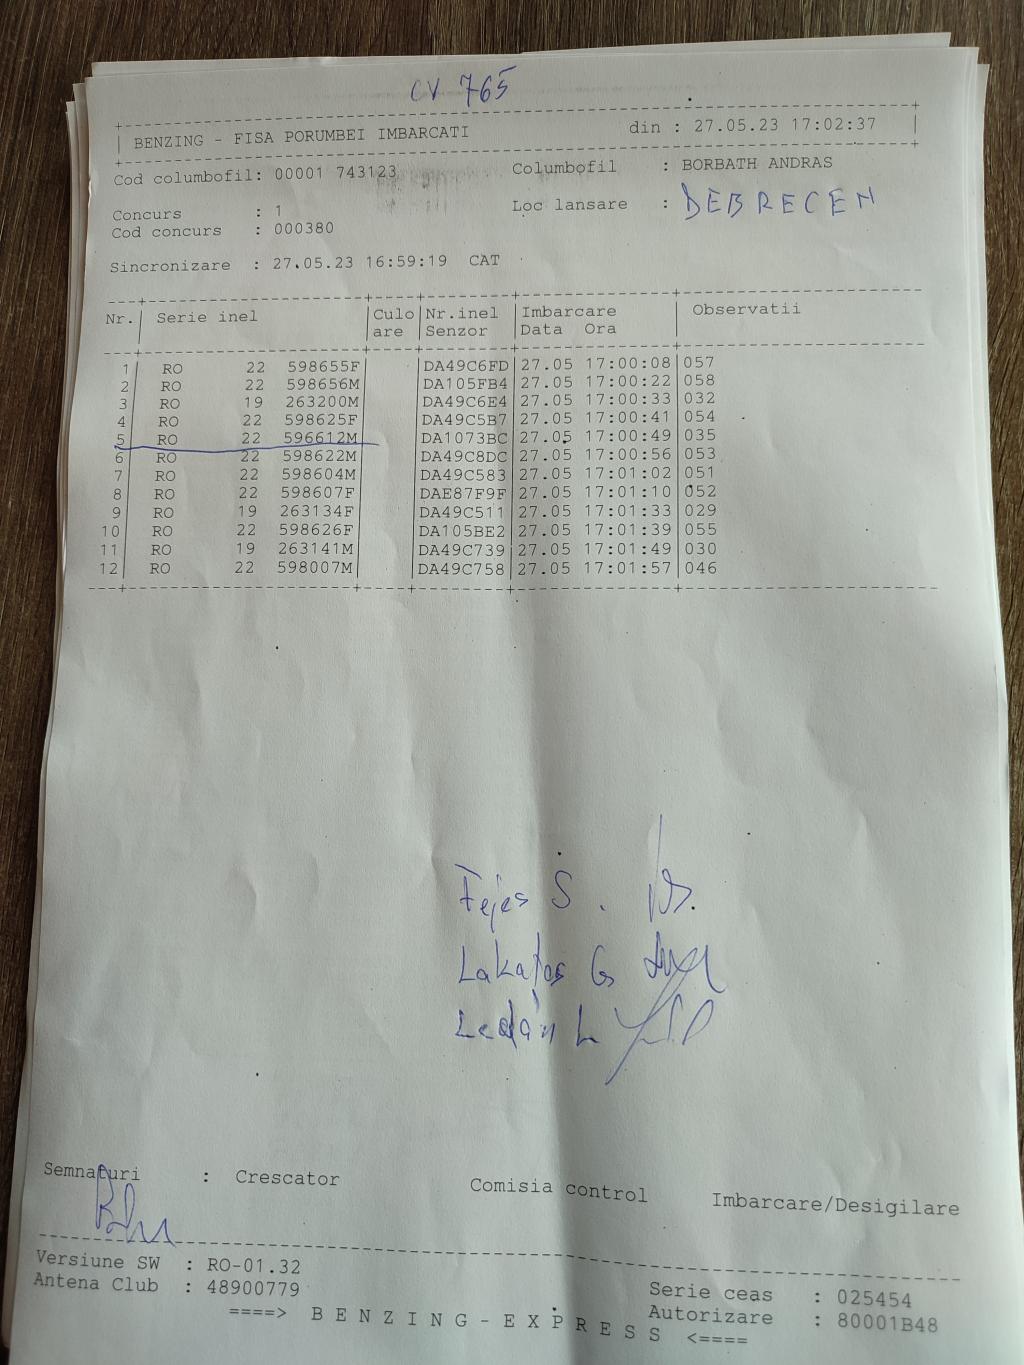 CV 765
BENZING - FISA PORUMBEI IMBARCATI din : 27.05.23 17:02:37
Cod columbofil: 00001 743123 Columbofil : BORBATH ANDRAS
Concurs : 1 Loc lansare : DEBRECEN
Cod concurs : 000380
Sincronizare : 27.05.23 16:59:19 CAT
Nr. Serie inel Culo Nr.inel Imbarcare Observatii
are Senzor Data Ora
1 RO 22 598655F DA49C6FD 27.05 17:00:08 057
2 RO 22 598656M DA105FB4 27.05 17:00:22 058
3 RO 19 263200M DA49C6E4 27.05 17:00:33 032
4 RO 22 598625F DA49C5B7 27.05 17:00:41 054
5 RO 22 596612M DA1073BC 27.05 17:00:49 035
6 RO 22 598622M DA49C8DC 27.05 17:00:56 053
7 RO 22 598604M DA49C583 27.05 17:01:02 051
8 RO 22 598607F DAE87F9F 27.05 17:01:10 052
9 RO 19 263134F DA49C511 27.05 17:01:33 029
10 RO 22 598626F DA105BE2 27.05 17:01:39 055
11 RO 19 263141M DA49C739 27.05 17:01:49 030
12 RO 22 598007M DA49C758 27.05 17:01:57 046
Fejes S.
Lakatos G
L
Semnaturi : Crescator Comisia control Imbarcare/Desigilare
Versiune SW : RO-01.32 Serie ceas : 025454
Antena Club : 48900779 Autorizare : 80001B48
====> BENZING-EXPRESS <====